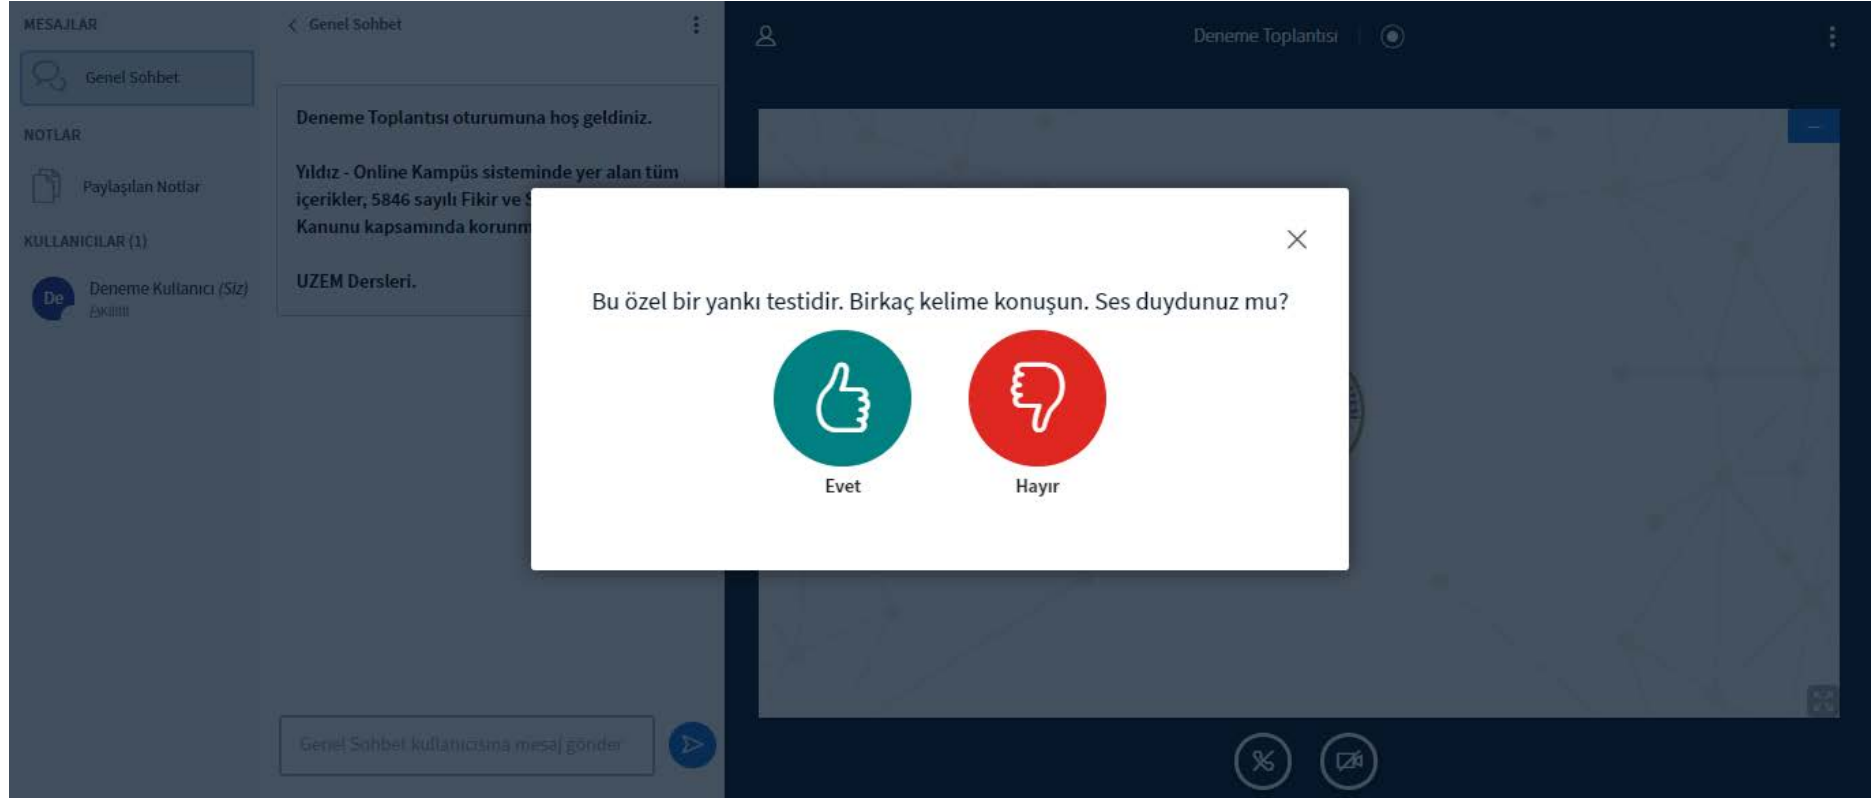 MESAJLAR
Genel Sohbet
NOTLAR
Paylaşılan Notlar
KULLANICILAR (1)
De
Deneme Kullanıcı (Siz)
Genel Sohbet
Deneme Toplantısı oturumuna hoş geldiniz.
Yıldız - Online Kampüs sisteminde yer alan tüm
içerikler, 5846 sayılı Fikir ve
Kanunu kapsamında korunm
UZEM Dersleri.
Genel Sohbet kullanıcısına mesaj gönder
Deneme Toplantısı
Bu özel bir yankı testidir. Birkaç kelime konuşun. Ses duydunuz mu?
Evet
Hayır